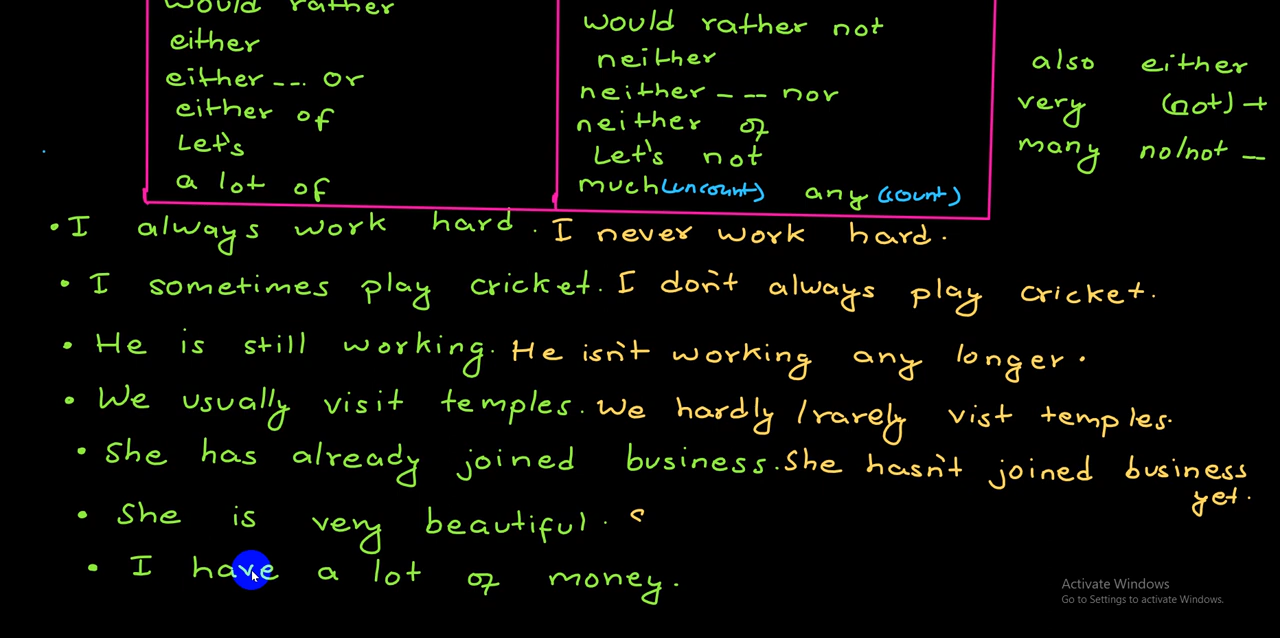 would rather would rather not
either neither also either
either --- or neither --- nor very (not) +
either of neither of
Let's Let's not many no/not —
a lot of much (uncount) any (count)
• I always work hard. I never work hard.
• I sometimes play cricket. I don't always play cricket.
• He is still working. He isn't working any longer.
• We usually visit temples. We hardly / rarely vist temples.
• She has already joined business. She hasn't joined business
yet.
• She is very beautiful.
• I have a lot of money.
Activate Windows
Go to Settings to activate Windows.